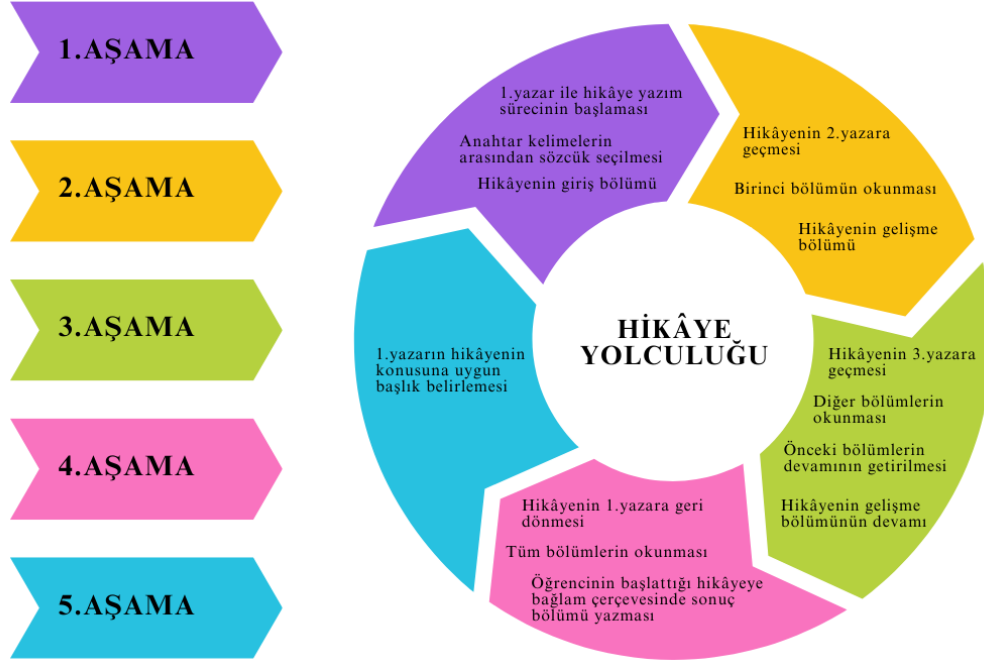 1.AŞAMA
2.AŞAMA
3.AŞAMA
4.AŞAMA
5.AŞAMA
HİKÂYE
YOLCULUĞU
1.yazar ile hikâye yazım
sürecinin başlaması
Anahtar kelimelerin
arasından sözcük seçilmesi
Hikâyenin giriş bölümü
Hikâyenin 2.yazara
geçmesi
Birinci bölümün okunması
Hikâyenin gelişme
bölümü
Hikâyenin 3.yazara
geçmesi
Diğer bölümlerin
okunması
Önceki bölümlerin
devamının getirilmesi
Hikâyenin gelişme
bölümünün devamı
Hikâyenin 1.yazara geri
dönmesi
Tüm bölümlerin okunması
Öğrencinin başlattığı hikâyeye
bağlam çerçevesinde sonuç
bölümü yazması
1.yazarın hikâyenin
konusuna uygun
başlık belirlemesi